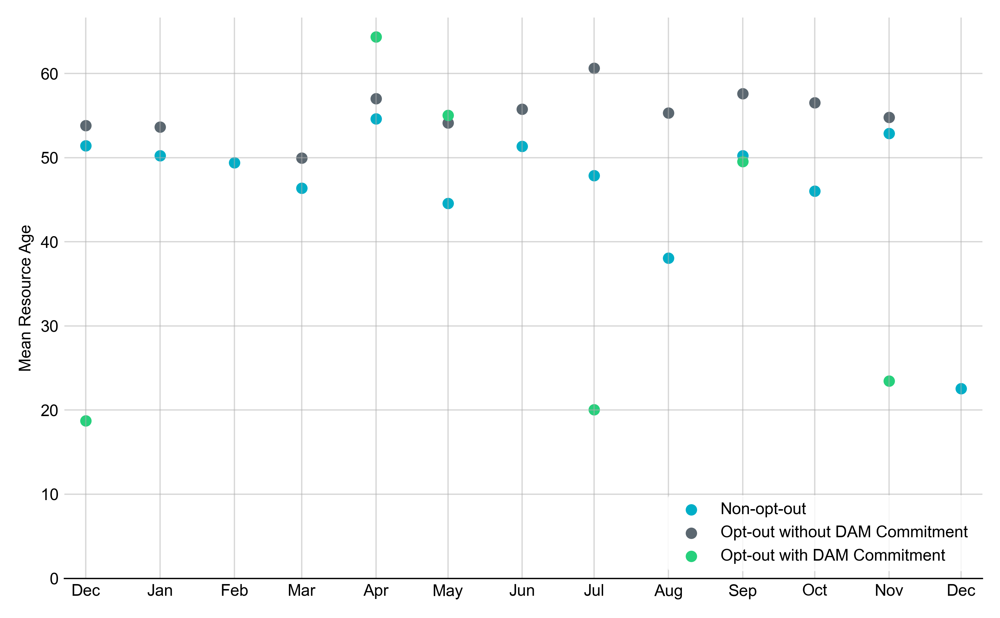 Mean Resource Age
60
50
40
30
20
10
0
Dec Jan Feb Mar Apr May Jun Jul Aug Sep Oct Nov Dec
Non-opt-out
Opt-out without DAM Commitment
Opt-out with DAM Commitment